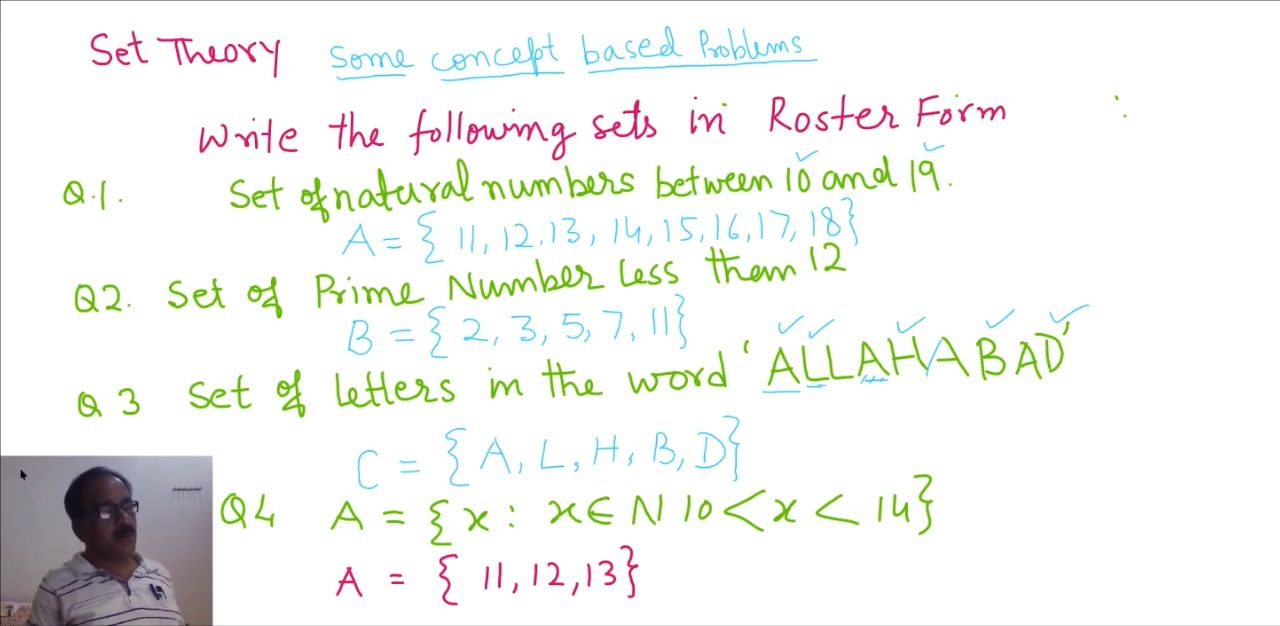 Set Theory Some concept based Problems
Write the following sets in Roster Form :
Q.1. Set of natural numbers between 10 and 19.
A = { 11, 12, 13, 14, 15, 16, 17, 18}
Q2. Set of Prime Number Less them 12
B = { 2, 3, 5, 7, 11}
Q 3 Set of letters in the word 'ALLAHABAD'
C = { A, L, H, B, D}
Q4 A = { x : x ∈ N 10 < x < 14}
A = { 11, 12, 13}